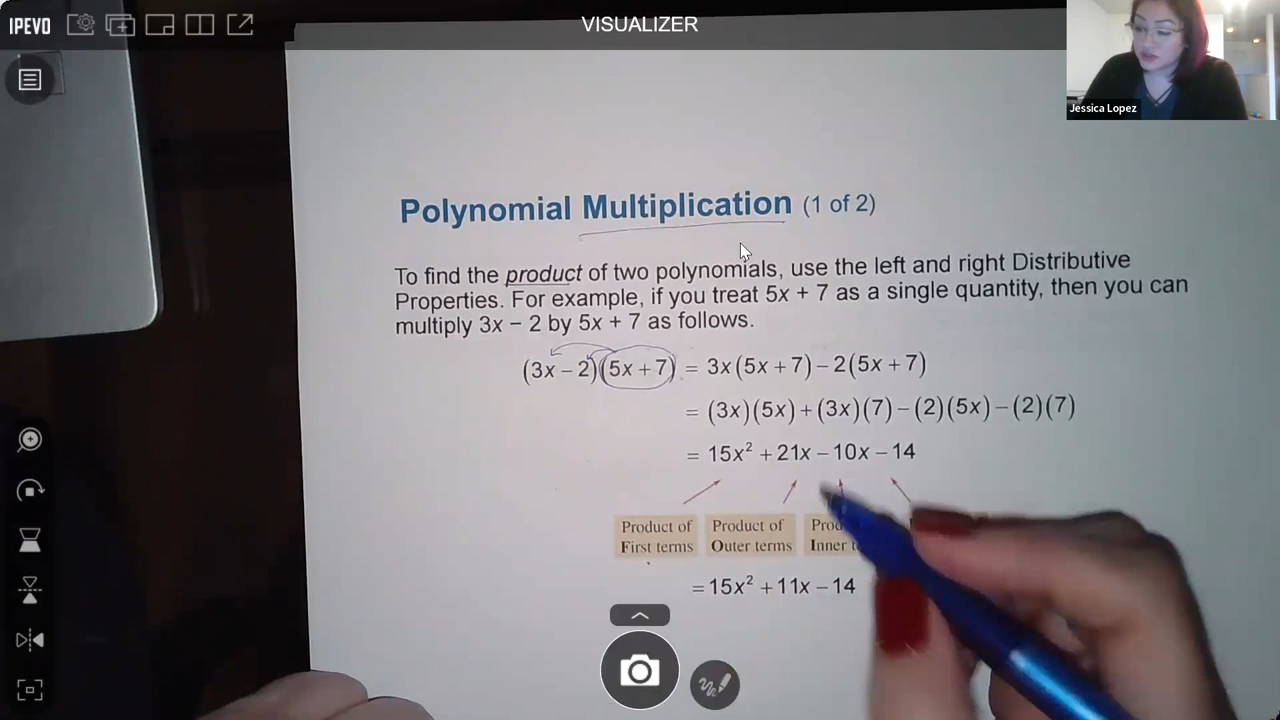 IPEVO
VISUALIZER
Jessica Lopez
Polynomial Multiplication (1 of 2)
To find the product of two polynomials, use the left and right Distributive
Properties. For example, if you treat 5x + 7 as a single quantity, then you can
multiply 3x − 2 by 5x + 7 as follows.
(3x − 2)(5x + 7) = 3x(5x + 7) − 2(5x + 7)
= (3x)(5x) + (3x)(7) − (2)(5x) − (2)(7)
= 15x² + 21x − 10x − 14
Product of First terms
Product of Outer terms
Inner
= 15x² + 11x − 14